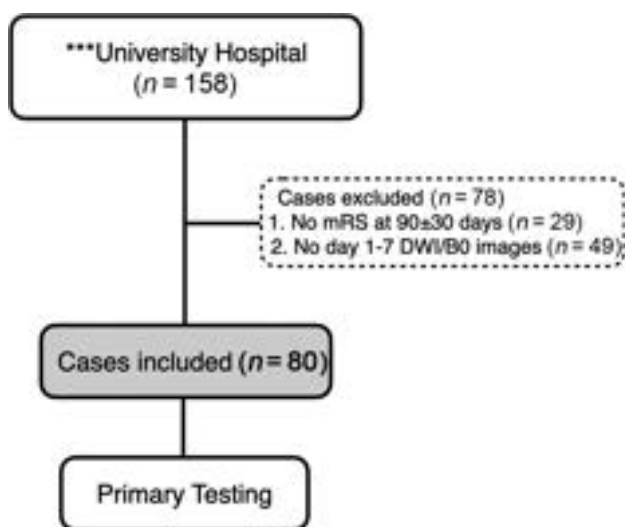 ***University Hospital
(n = 158)
Cases excluded (n = 78)
1. No mRS at 90±30 days (n = 29)
2. No day 1-7 DWI/B0 images (n = 49)
Cases included (n = 80)
Primary Testing